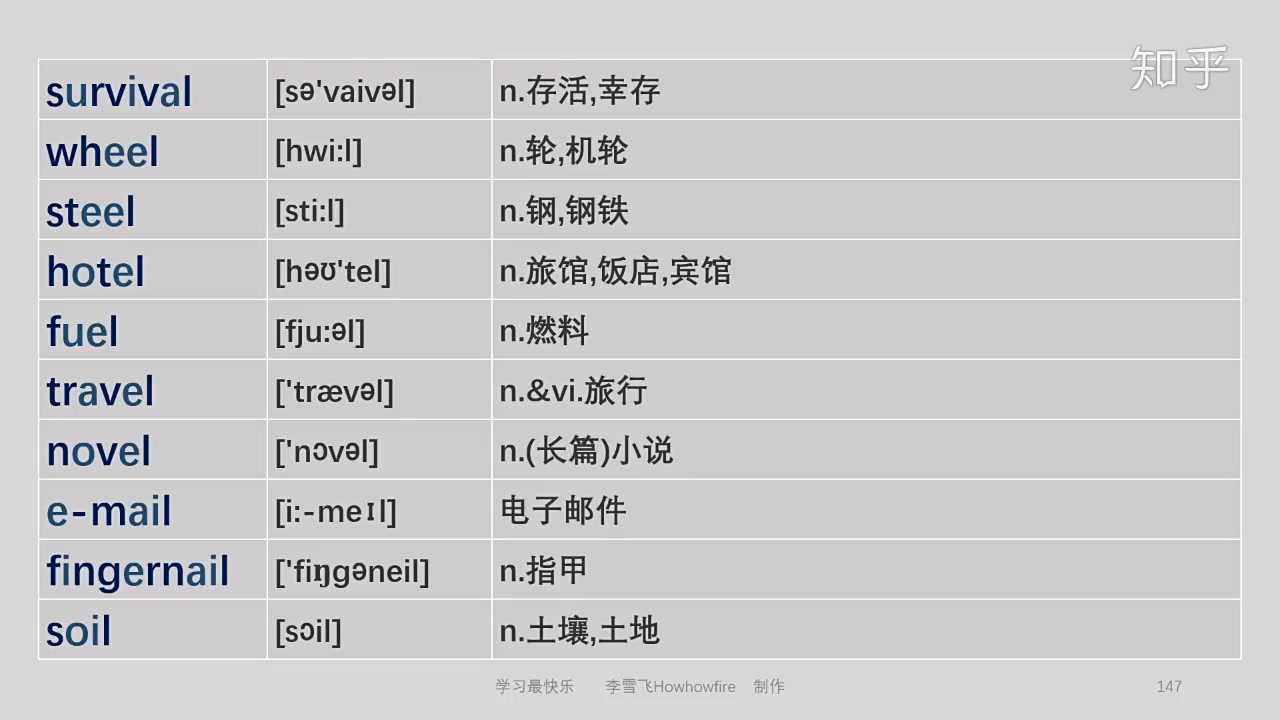 知乎
survival [sə'vaivəl] n.存活,幸存
wheel [hwi:l] n.轮,机轮
steel [sti:l] n.钢,钢铁
hotel [həʊ'tel] n.旅馆,饭店,宾馆
fuel [fju:əl] n.燃料
travel ['trævəl] n.&vi.旅行
novel ['nɔvəl] n.(长篇)小说
e-mail [i:-meɪl] 电子邮件
fingernail ['fiŋgəneil] n.指甲
soil [sɔil] n.土壤,土地
学习最快乐 李雪飞Howhowfire 制作 147